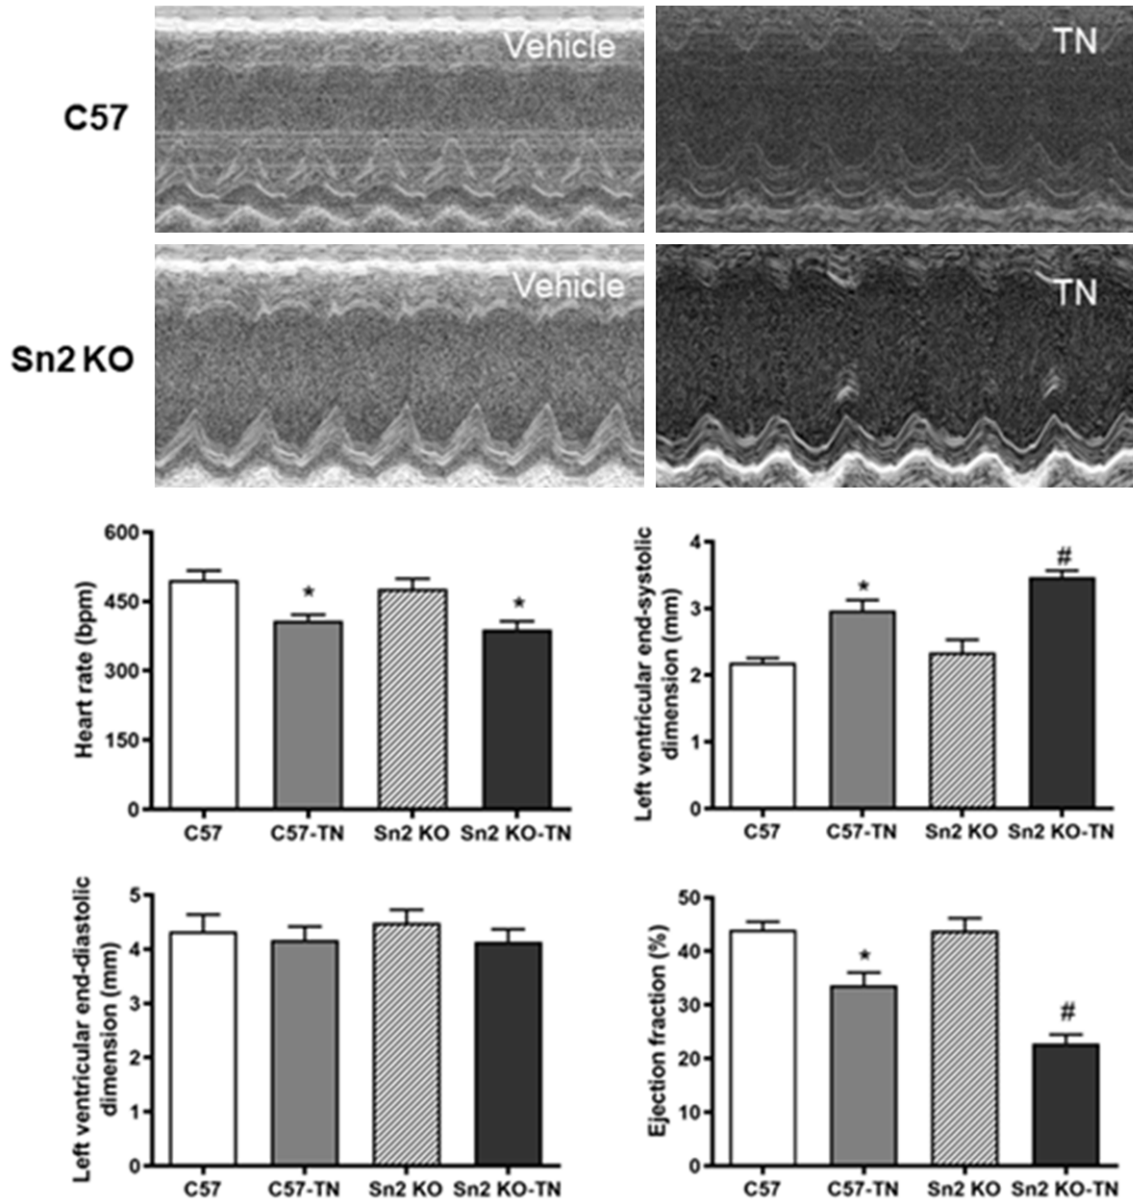 Vehicle
TN
C57
Vehicle
TN
Sn2 KO
Heart rate (bpm)
600
450
300
150
0
*
*
C57
C57-TN
Sn2 KO
Sn2 KO-TN
Left ventricular end-systolic
dimension (mm)
4
3
2
1
0
*
#
C57
C57-TN
Sn2 KO
Sn2 KO-TN
Left ventricular end-diastolic
dimension (mm)
5
4
3
2
1
0
C57
C57-TN
Sn2 KO
Sn2 KO-TN
Ejection fraction (%)
50
40
30
20
10
0
*
#
C57
C57-TN
Sn2 KO
Sn2 KO-TN